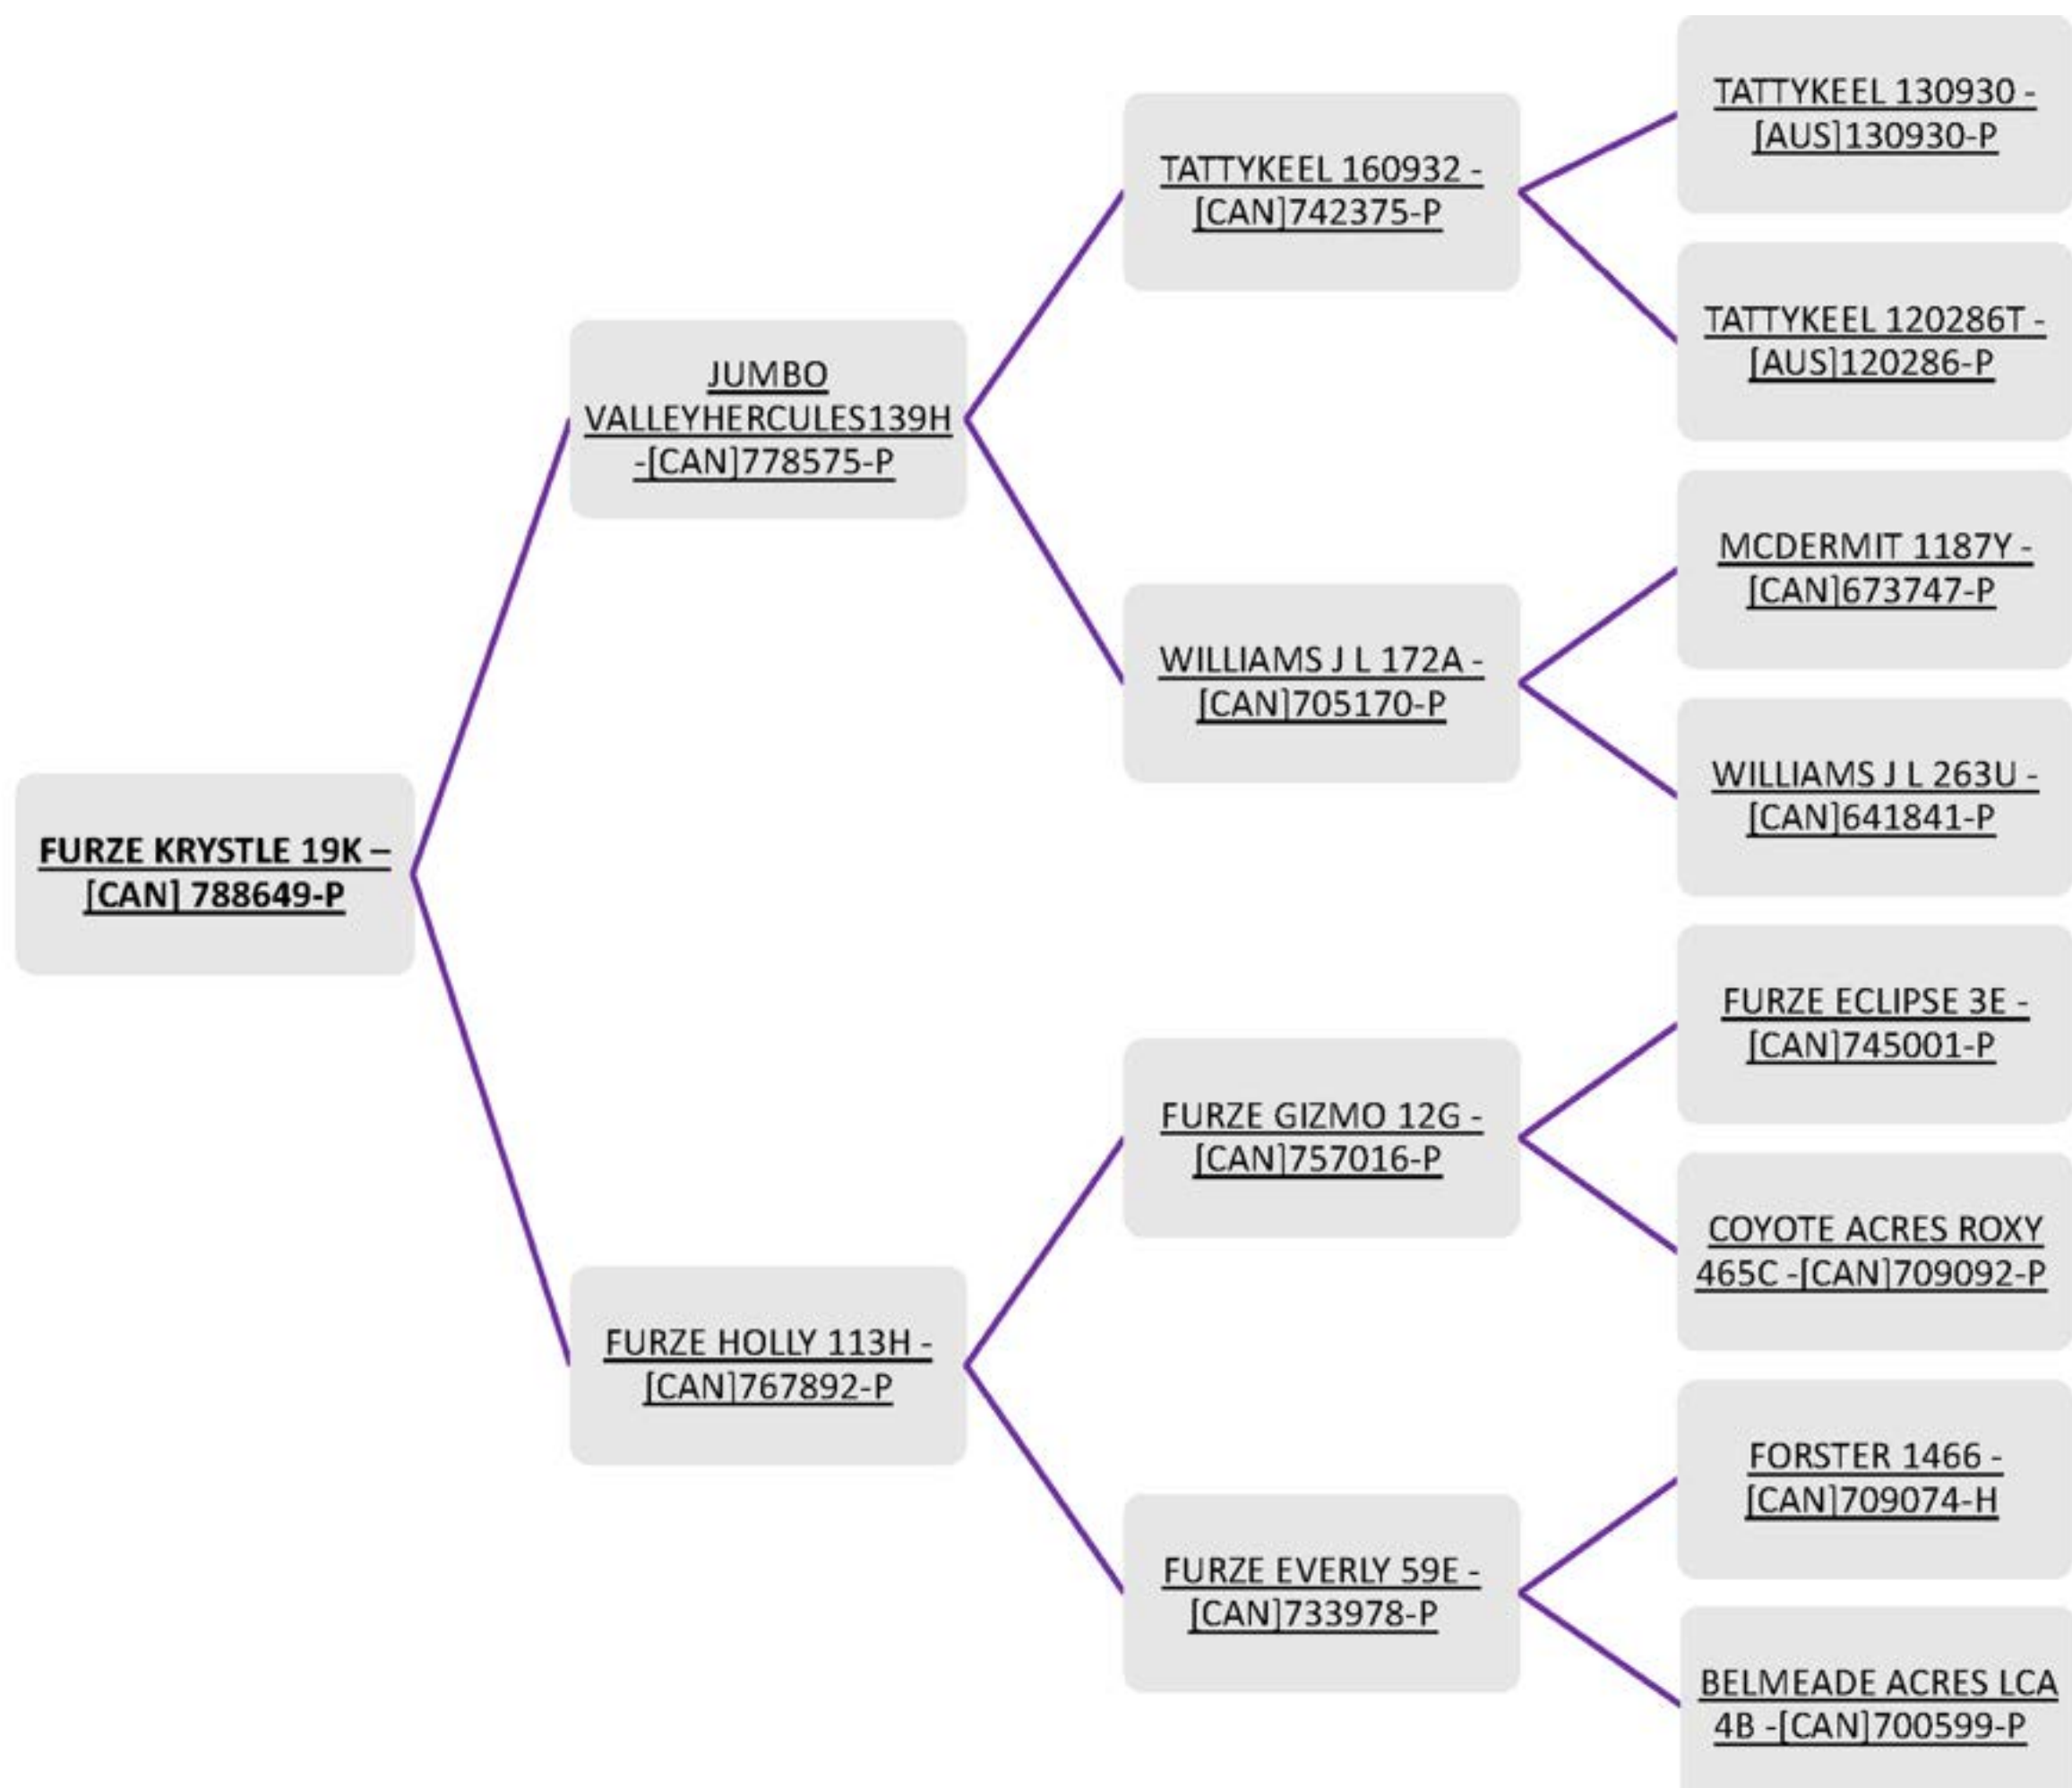 FURZE KRYSTLE 19K –
[CAN] 788649-P
JUMBO
VALLEYHERCULES139H
-[CAN]778575-P
FURZE HOLLY 113H -
[CAN]767892-P
TATTYKEEL 160932 -
[CAN]742375-P
WILLIAMS J L 172A -
[CAN]705170-P
FURZE GIZMO 12G -
[CAN]757016-P
FURZE EVERLY 59E -
[CAN]733978-P
TATTYKEEL 130930 -
[AUS]130930-P
TATTYKEEL 120286T -
[AUS]120286-P
MCDERMIT 1187Y -
[CAN]673747-P
WILLIAMS J L 263U -
[CAN]641841-P
FURZE ECLIPSE 3E -
[CAN]745001-P
COYOTE ACRES ROXY
465C -[CAN]709092-P
FORSTER 1466 -
[CAN]709074-H
BELMEADE ACRES LCA
4B -[CAN]700599-P